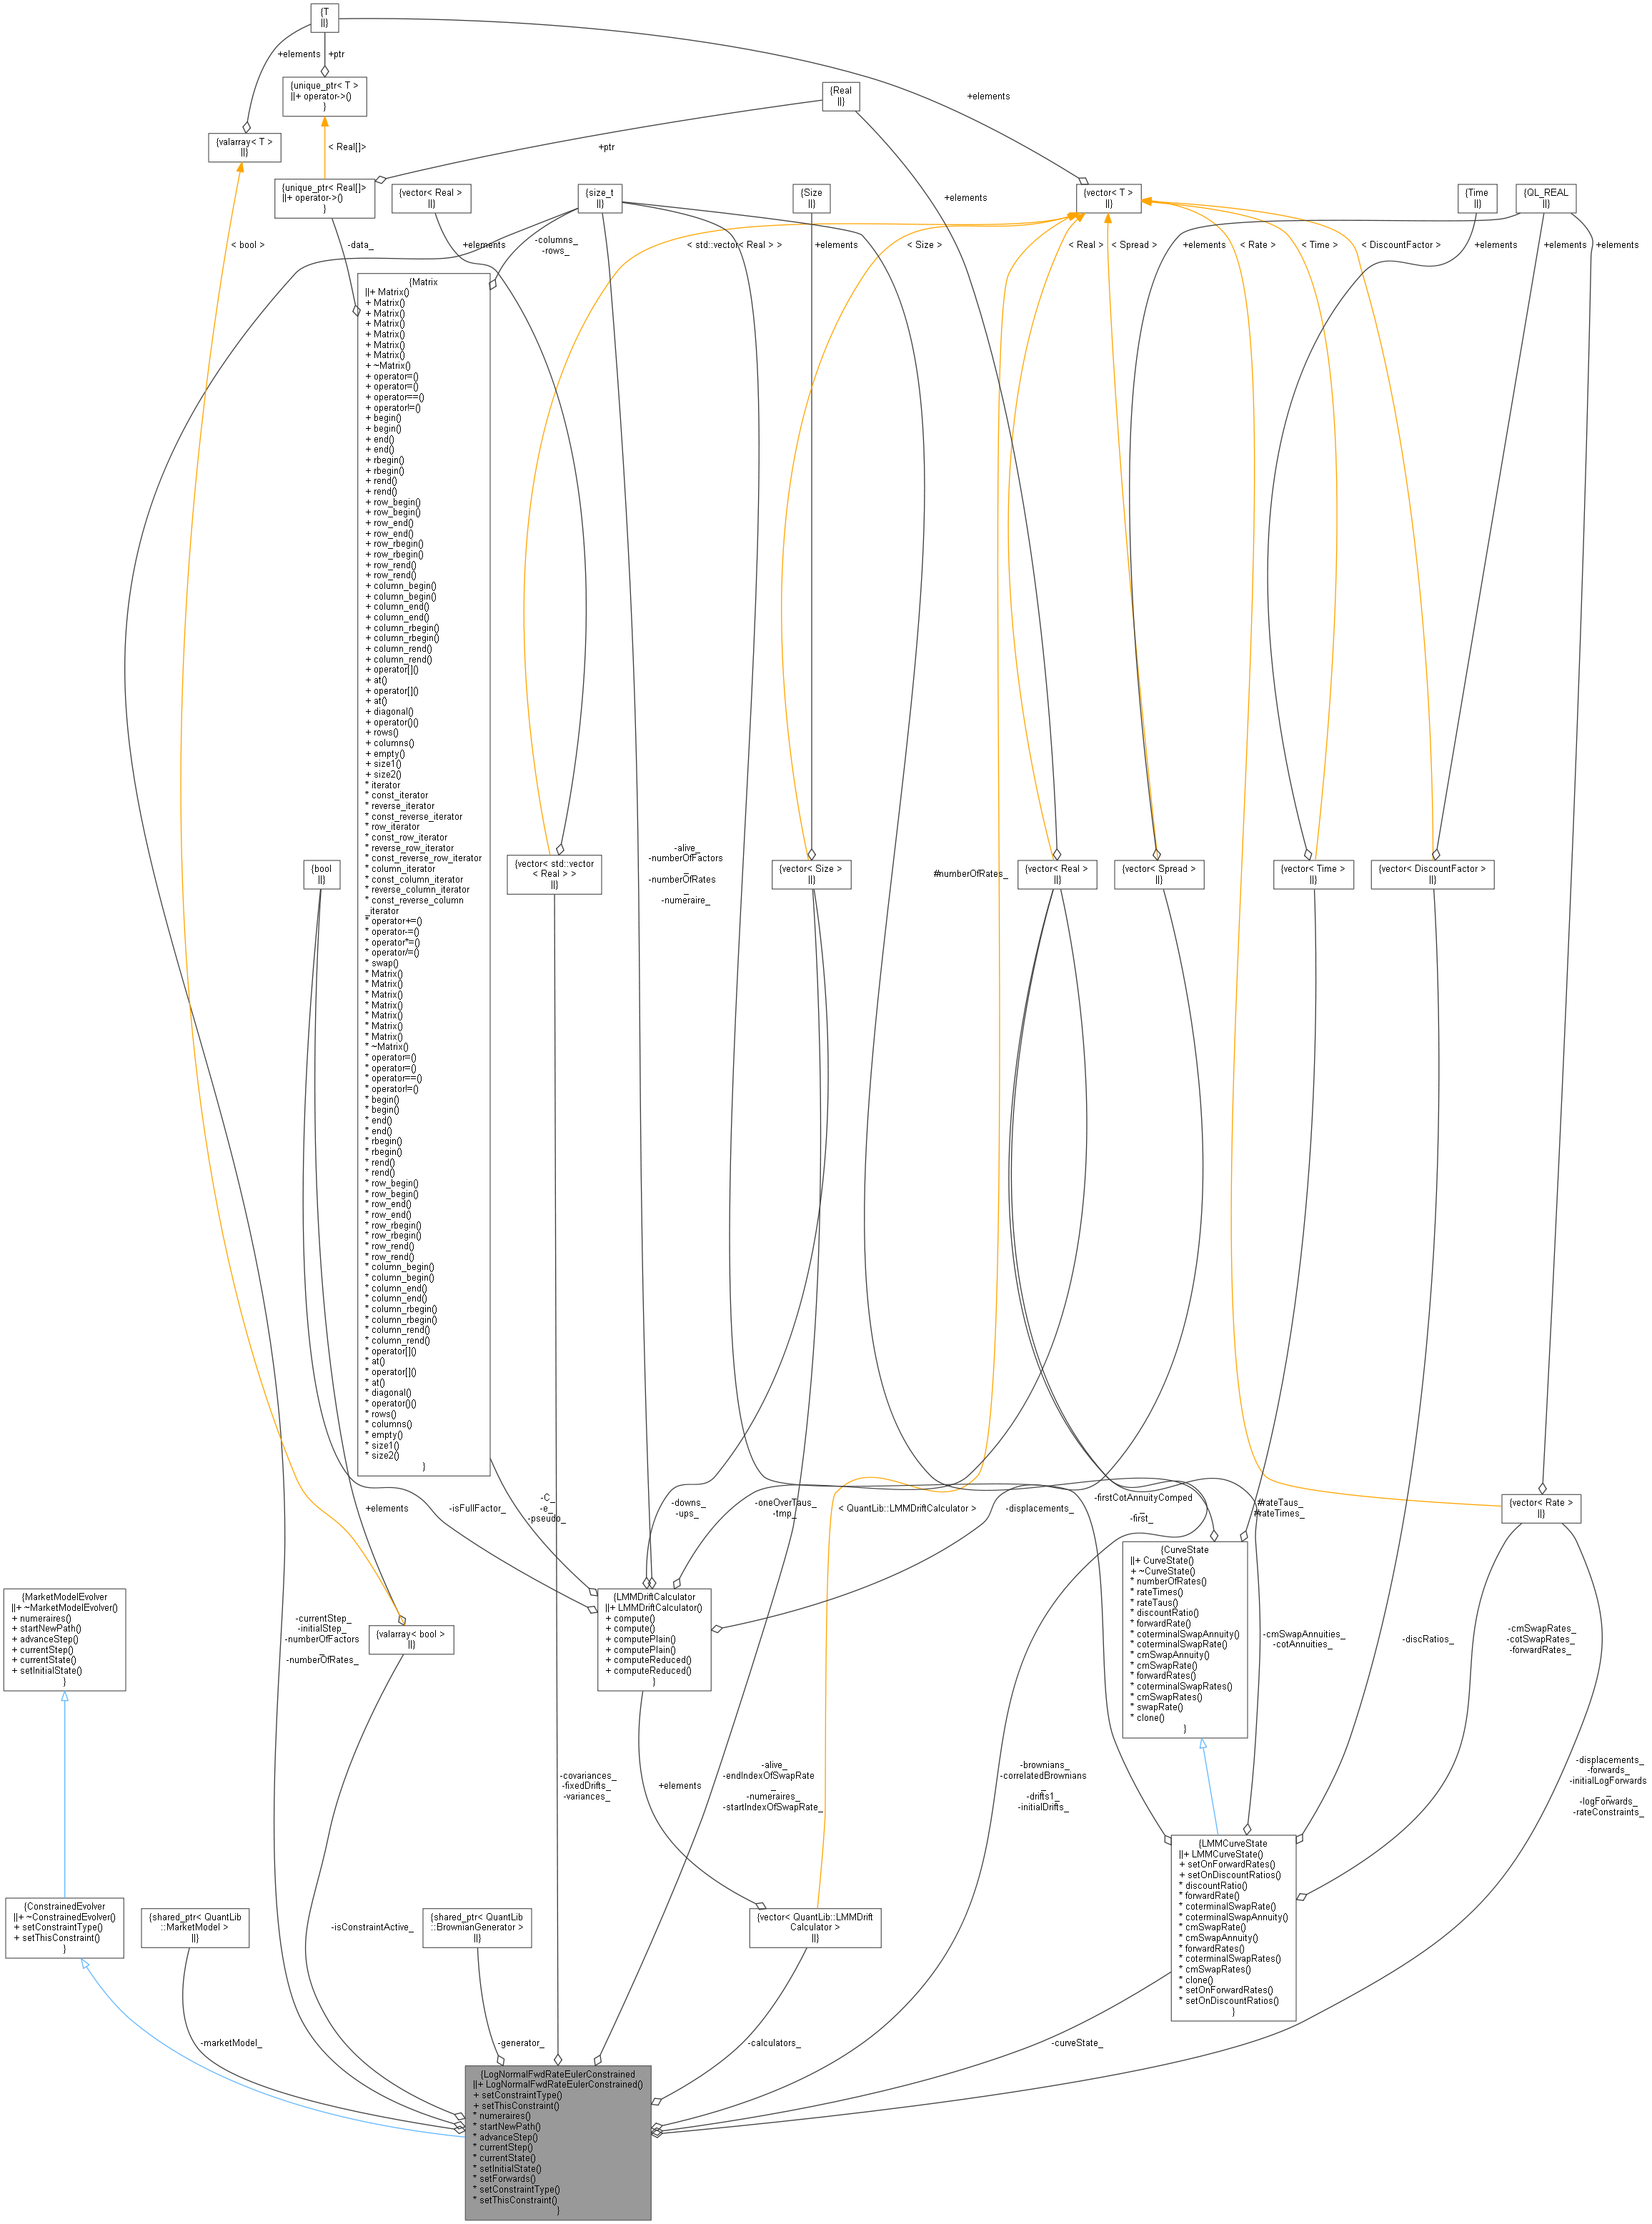 {T
||}
+elements
+ptr
{unique_ptr< T >
||+ operator->()
}
{Real
||}
+elements
{valarray< T >
||}
< Real[]>
+ptr
{unique_ptr< Real[]>
||+ operator->()
}
{vector< Real >
||}
{size_t
||}
{Size
||}
{vector< T >
||}
{Time
||}
{QL_REAL
||}
+elements
< bool >
-data_
+elements
-columns_
-rows_
< std::vector< Real > >
+elements
< Size >
< Real >
< Spread >
+elements
< Rate >
< Time >
< DiscountFactor >
+elements
+elements
+elements
{Matrix
||+ Matrix()
+ Matrix()
+ Matrix()
+ Matrix()
+ Matrix()
+ Matrix()
+ Matrix()
+ ~Matrix()
+ operator=()
+ operator=()
+ operator==()
+ operator!=()
+ begin()
+ begin()
+ end()
+ end()
+ rbegin()
+ rbegin()
+ rend()
+ rend()
+ row_begin()
+ row_begin()
+ row_end()
+ row_end()
+ row_rbegin()
+ row_rbegin()
+ row_rend()
+ row_rend()
+ column_begin()
+ column_begin()
+ column_end()
+ column_end()
+ column_rbegin()
+ column_rbegin()
+ column_rend()
+ column_rend()
+ operator[]()
+ at()
+ operator[]()
+ at()
+ diagonal()
+ operator()()
+ rows()
+ columns()
+ empty()
+ size1()
+ size2()
* iterator
* const_iterator
* reverse_iterator
* const_reverse_iterator
* row_iterator
* const_row_iterator
* reverse_row_iterator
* const_reverse_row_iterator
* column_iterator
* const_column_iterator
* reverse_column_iterator
* const_reverse_column
_iterator
* operator+=()
* operator-=()
* operator*=()
* operator/=()
* swap()
* Matrix()
* Matrix()
* Matrix()
* Matrix()
* Matrix()
* Matrix()
* Matrix()
* ~Matrix()
* operator=()
* operator=()
* operator==()
* operator!=()
* begin()
* begin()
* end()
* end()
* rbegin()
* rbegin()
* rend()
* rend()
* row_begin()
* row_begin()
* row_end()
* row_end()
* row_rbegin()
* row_rbegin()
* row_rend()
* row_rend()
* column_begin()
* column_begin()
* column_end()
* column_end()
* column_rbegin()
* column_rbegin()
* column_rend()
* column_rend()
* operator[]()
* at()
* operator[]()
* at()
* diagonal()
* operator()()
* rows()
* columns()
* empty()
* size1()
* size2()
}
{bool
||}
{vector< std::vector
< Real > >
||}
-alive_
-numberOfFactors
_
-numberOfRates
_
-numeraire_
{vector< Size >
||}
#numberOfRates_
{vector< Real >
||}
{vector< Spread >
||}
{vector< Time >
||}
{vector< DiscountFactor >
||}
+elements
-isFullFactor_
-C_
-e_
-pseudo_
-downs_
-ups_
-oneOverTaus_
-tmp_
< QuantLib::LMMDriftCalculator >
-displacements_
-firstCotAnnuityComped
_
-first_
#rateTaus_
#rateTimes_
{vector< Rate >
||}
{CurveState
||+ CurveState()
+ ~CurveState()
* numberOfRates()
* rateTimes()
* rateTaus()
* discountRatio()
* forwardRate()
* coterminalSwapAnnuity()
* coterminalSwapRate()
* cmSwapAnnuity()
* cmSwapRate()
* forwardRates()
* coterminalSwapRates()
* cmSwapRates()
* swapRate()
* clone()
}
{MarketModelEvolver
||+ ~MarketModelEvolver()
+ numeraires()
+ startNewPath()
+ advanceStep()
+ currentStep()
+ currentState()
+ setInitialState()
}
-currentStep_
-initialStep_
-numberOfFactors
_
-numberOfRates_
{valarray< bool >
||}
{LMMDriftCalculator
||+ LMMDriftCalculator()
+ compute()
+ compute()
+ computePlain()
+ computePlain()
+ computeReduced()
+ computeReduced()
}
-cmSwapAnnuities_
-cotAnnuities_
-discRatios_
-cmSwapRates_
-cotSwapRates_
-forwardRates_
-covariances_
-fixedDrifts_
-variances_
+elements
-alive_
-endIndexOfSwapRate
_
-numeraires_
-startIndexOfSwapRate_
-brownians_
-correlatedBrownians
_
-drifts1_
-initialDrifts_
-displacements_
-forwards_
-initialLogForwards
_
-logForwards_
-rateConstraints_
{LMMCurveState
||+ LMMCurveState()
+ setOnForwardRates()
+ setOnDiscountRatios()
* discountRatio()
* forwardRate()
* coterminalSwapRate()
* coterminalSwapAnnuity()
* cmSwapRate()
* cmSwapAnnuity()
* forwardRates()
* coterminalSwapRates()
* cmSwapRates()
* clone()
* setOnForwardRates()
* setOnDiscountRatios()
}
{ConstrainedEvolver
||+ ~ConstrainedEvolver()
+ setConstraintType()
+ setThisConstraint()
}
{shared_ptr< QuantLib
::MarketModel >
||}
-isConstraintActive_
{shared_ptr< QuantLib
::BrownianGenerator >
||}
{vector< QuantLib::LMMDrift
Calculator >
||}
-marketModel_
-generator_
-calculators_
-curveState_
{LogNormalFwdRateEulerConstrained
||+ LogNormalFwdRateEulerConstrained()
+ setConstraintType()
+ setThisConstraint()
* numeraires()
* startNewPath()
* advanceStep()
* currentStep()
* currentState()
* setInitialState()
* setForwards()
* setConstraintType()
* setThisConstraint()
}